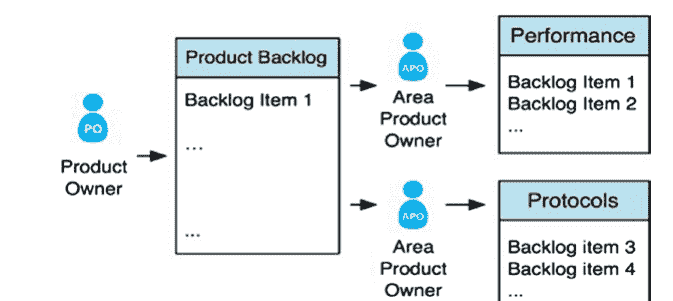 PO
Product
Owner
Product Backlog
Backlog Item 1
...
...
APO
Area
Product
Owner
Performance
Backlog Item 1
Backlog Item 2
...
APO
Area
Product
Owner
Protocols
Backlog item 3
Backlog item 4
...